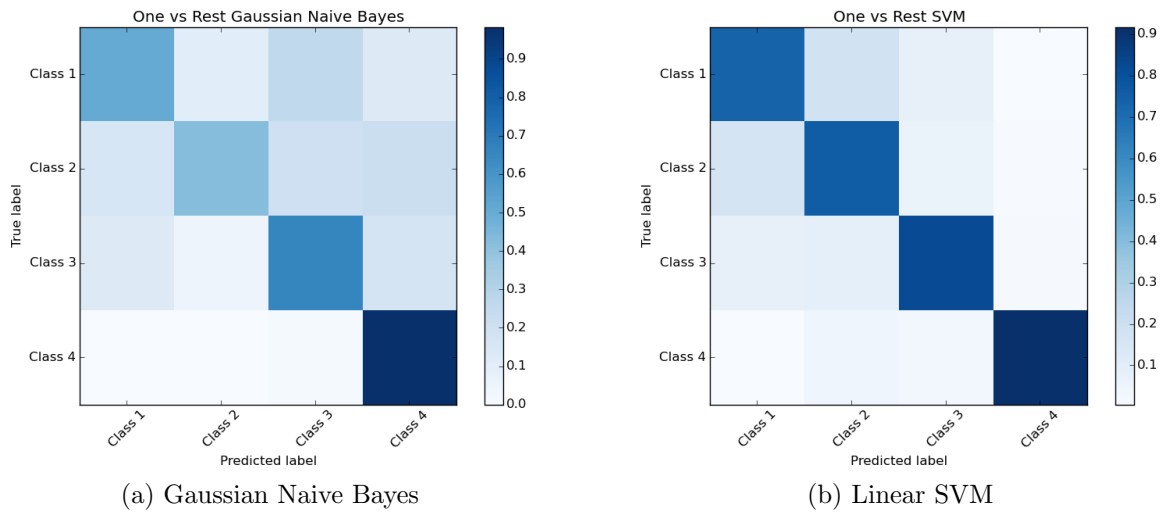 One vs Rest Gaussian Naive Bayes
Class 1
Class 2
Class 3
Class 4
True label
Class 1
Class 2
Class 3
Class 4
Predicted label
0.9
0.8
0.7
0.6
0.5
0.4
0.3
0.2
0.1
0.0
(a) Gaussian Naive Bayes
One vs Rest SVM
Class 1
Class 2
Class 3
Class 4
True label
Class 1
Class 2
Class 3
Class 4
Predicted label
0.9
0.8
0.7
0.6
0.5
0.4
0.3
0.2
0.1
(b) Linear SVM